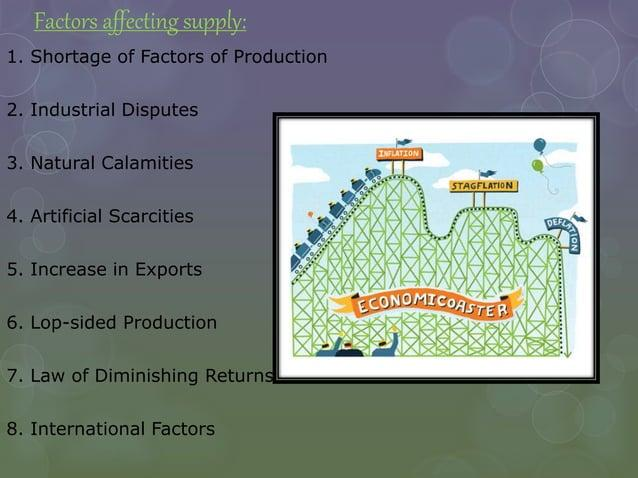 Factors affecting supply:
1. Shortage of Factors of Production
2. Industrial Disputes
3. Natural Calamities
4. Artificial Scarcities
5. Increase in Exports
6. Lop-sided Production
7. Law of Diminishing Returns
8. International Factors
INFLATION
STAGFLATION
DEFLATION
ECONOMICOASTER